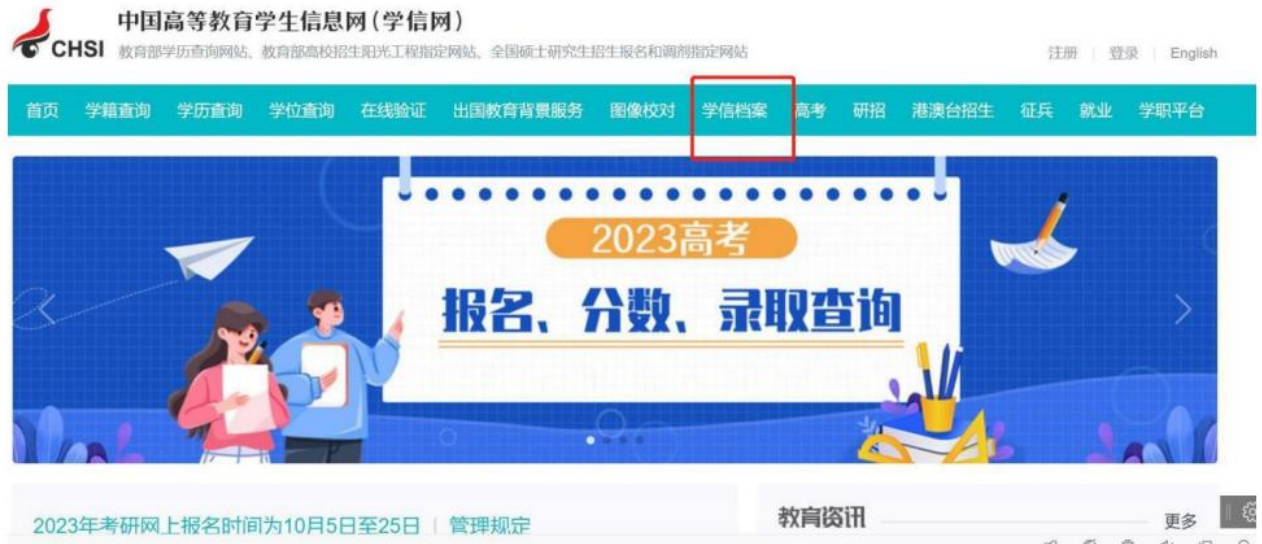 中国高等教育学生信息网(学信网)
CHSI 教育部学历查询网站、教育部高校招生阳光工程指定网站、全国硕士研究生招生报名和调剂指定网站
注册 | 登录 | English
首页 学籍查询 学历查询 学位查询 在线验证 出国教育背景服务 图像校对 学信档案 高考 研招 港澳台招生 征兵 就业 学职平台
2023高考
报名、分数、录取查询
2023年考研网上报名时间为10月5日至25日 | 管理规定
教育资讯
更多